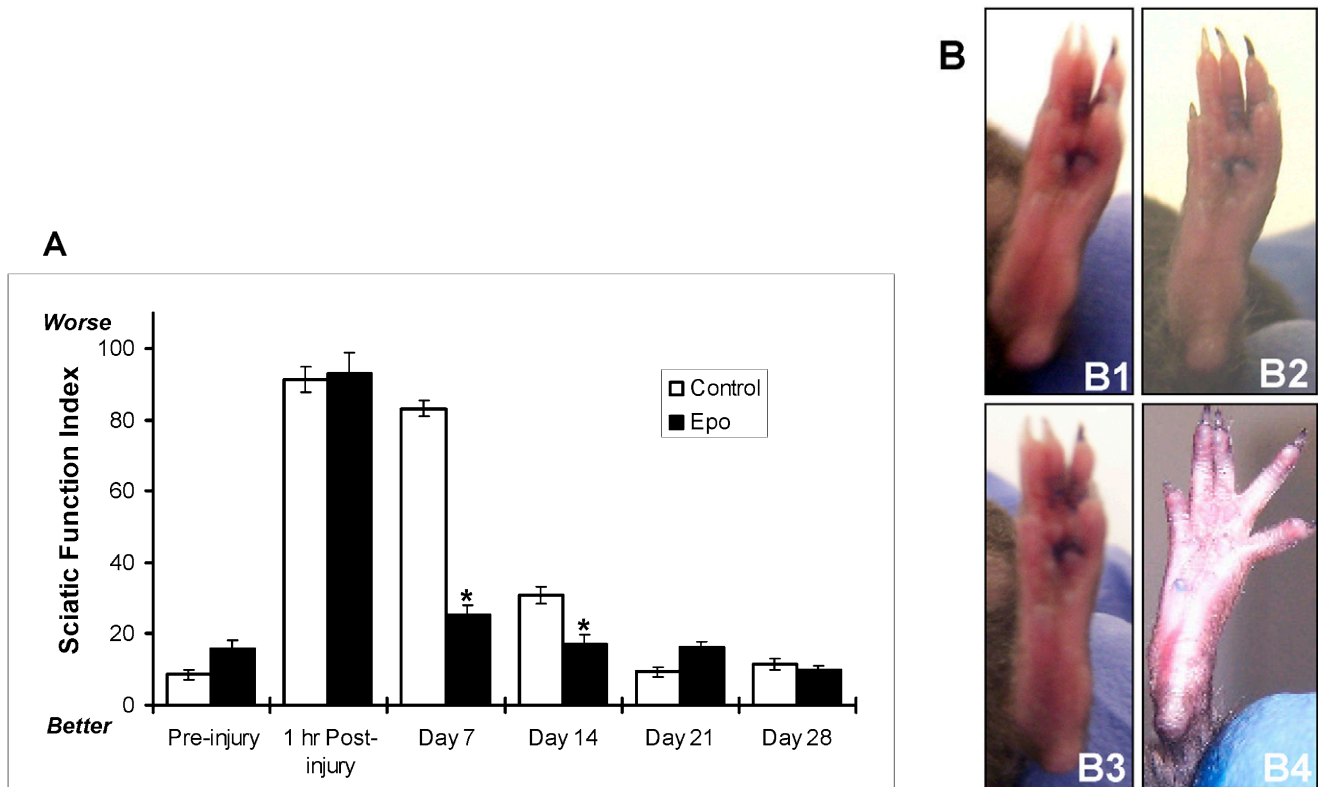 A
Worse
Sciatic Function Index
100
80
60
40
20
0
Better
Control
Epo
*
*
Pre-injury
1 hr Post-
injury
Day 7
Day 14
Day 21
Day 28
B
B1
B2
B3
B4